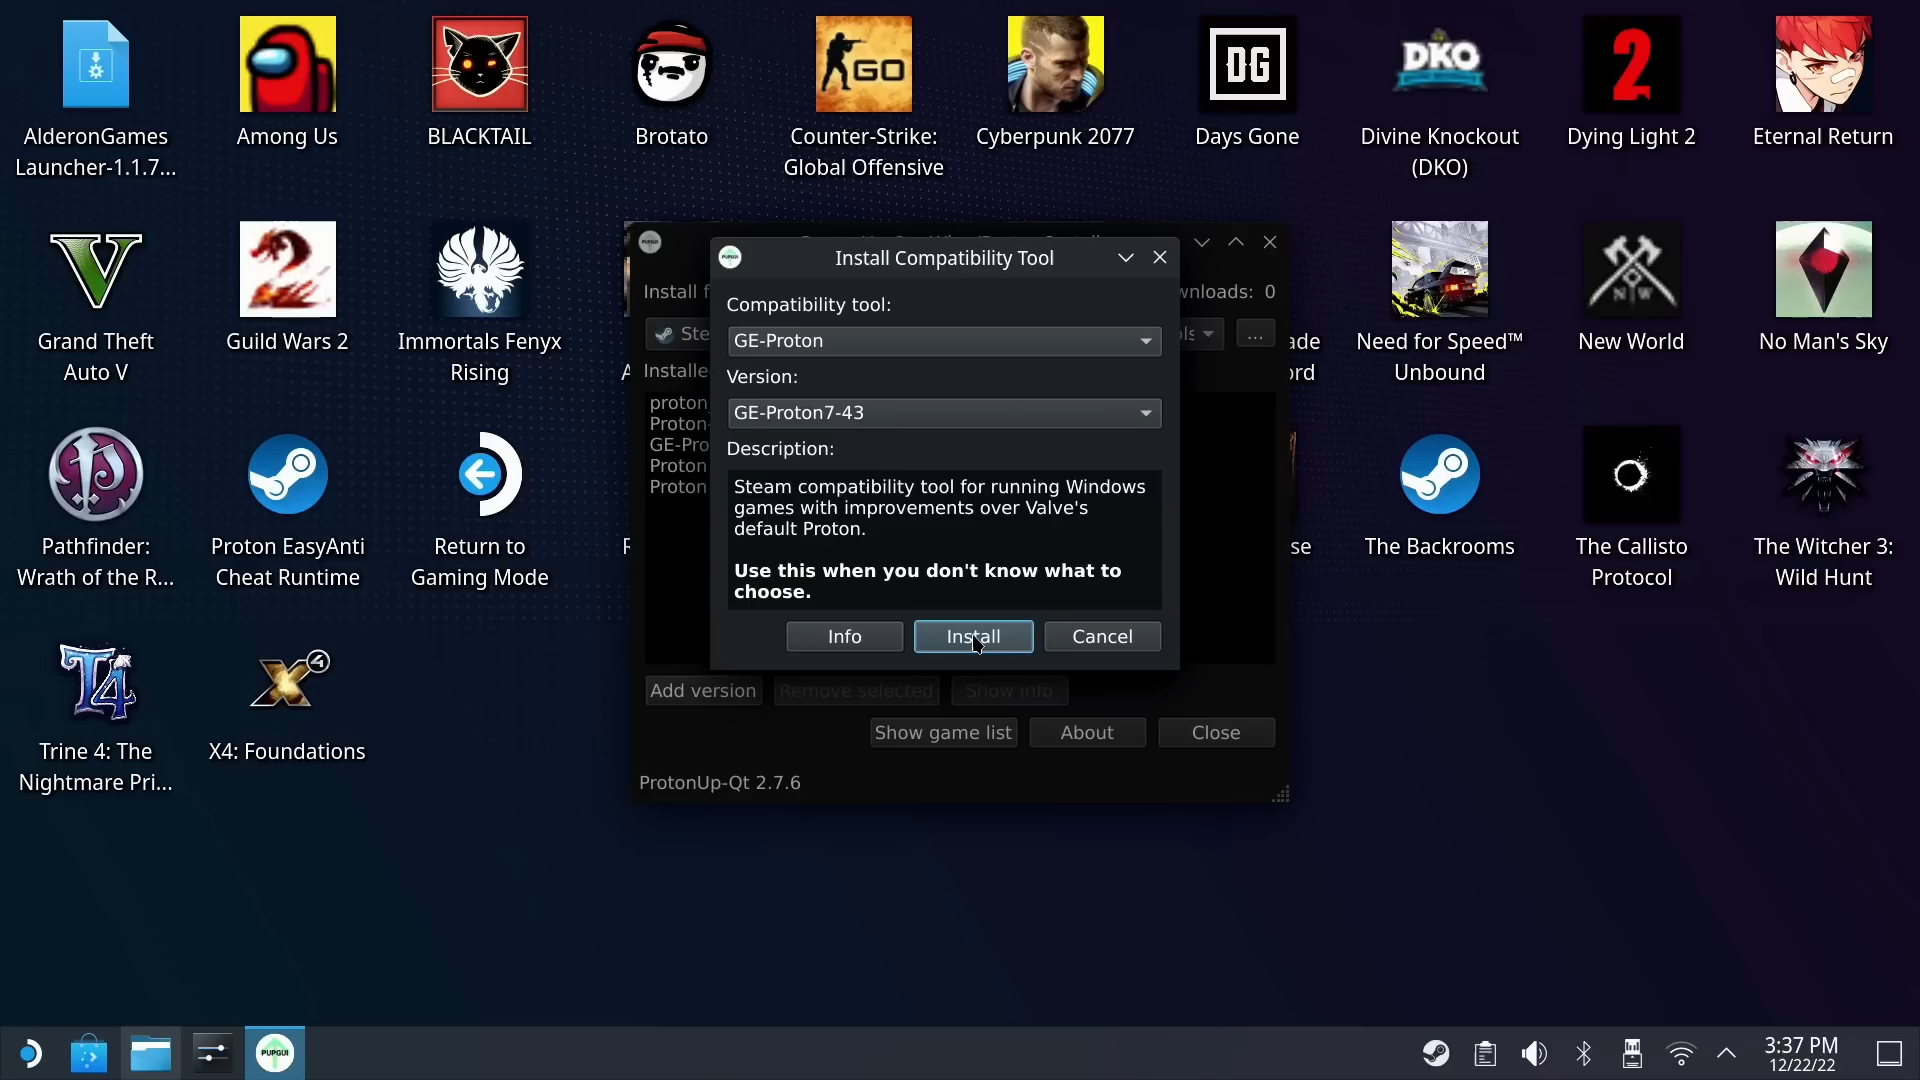 AlderonGames
Launcher-1.1.7...
Among Us
BLACKTAIL
Brotato
GO
Counter-Strike:
Global Offensive
Cyberpunk 2077
DG
Days Gone
DKO
Divine Knockout
(DKO)
2
Dying Light 2
Eternal Return
V
Grand Theft
Auto V
Guild Wars 2
Immortals Fenyx
Rising
Need for Speed™
Unbound
N W
New World
No Man's Sky
Pathfinder:
Wrath of the R...
Proton EasyAnti
Cheat Runtime
Return to
Gaming Mode
The Backrooms
The Callisto
Protocol
The Witcher 3:
Wild Hunt
T4
Trine 4: The
Nightmare Pri...
X4
X4: Foundations
Install f
wnloads: 0
Ste
...
Installe
proton
Proton-
GE-Pro
Proton
Proton
Install Compatibility Tool
Compatibility tool:
GE-Proton
Version:
GE-Proton7-43
Description:
Steam compatibility tool for running Windows
games with improvements over Valve's
default Proton.
Use this when you don't know what to
choose.
Info
Install
Cancel
Add version
Remove selected
Show info
Show game list
About
Close
ProtonUp-Qt 2.7.6
PUPGUI
3:37 PM
12/22/22